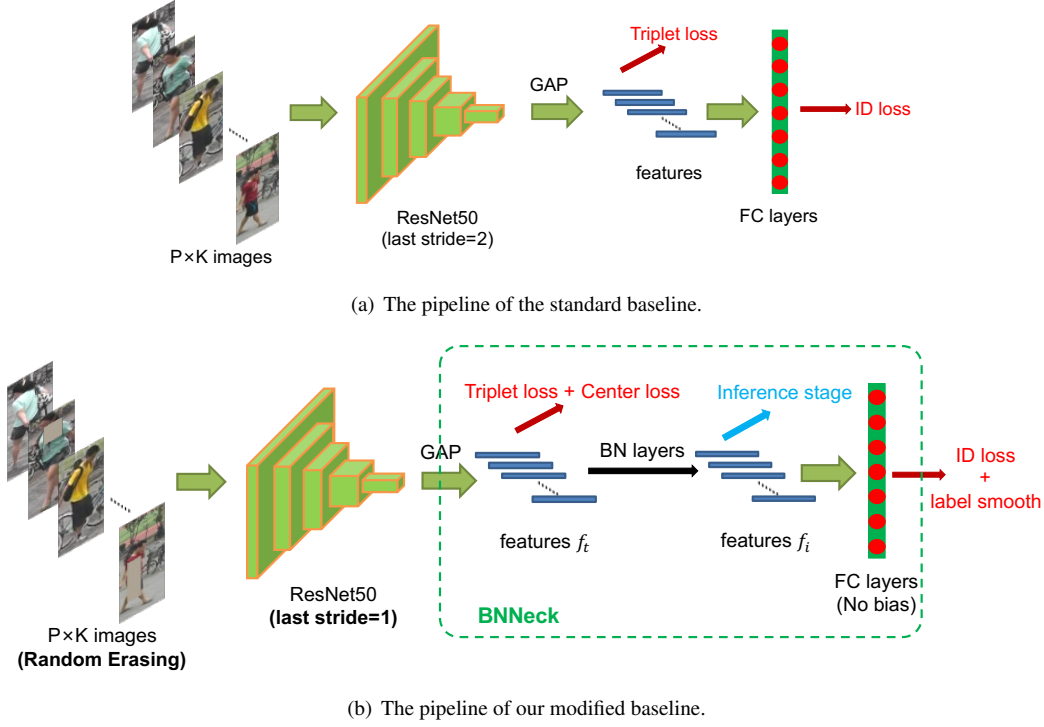 Triplet loss
GAP
ID loss
features
ResNet50
(last stride=2)
FC layers
P×K images
(a) The pipeline of the standard baseline.
Triplet loss + Center loss
Inference stage
GAP
BN layers
ID loss
+
label smooth
features fₜ
features fᵢ
ResNet50
(last stride=1)
FC layers
(No bias)
BNNeck
P×K images
(Random Erasing)
(b) The pipeline of our modified baseline.